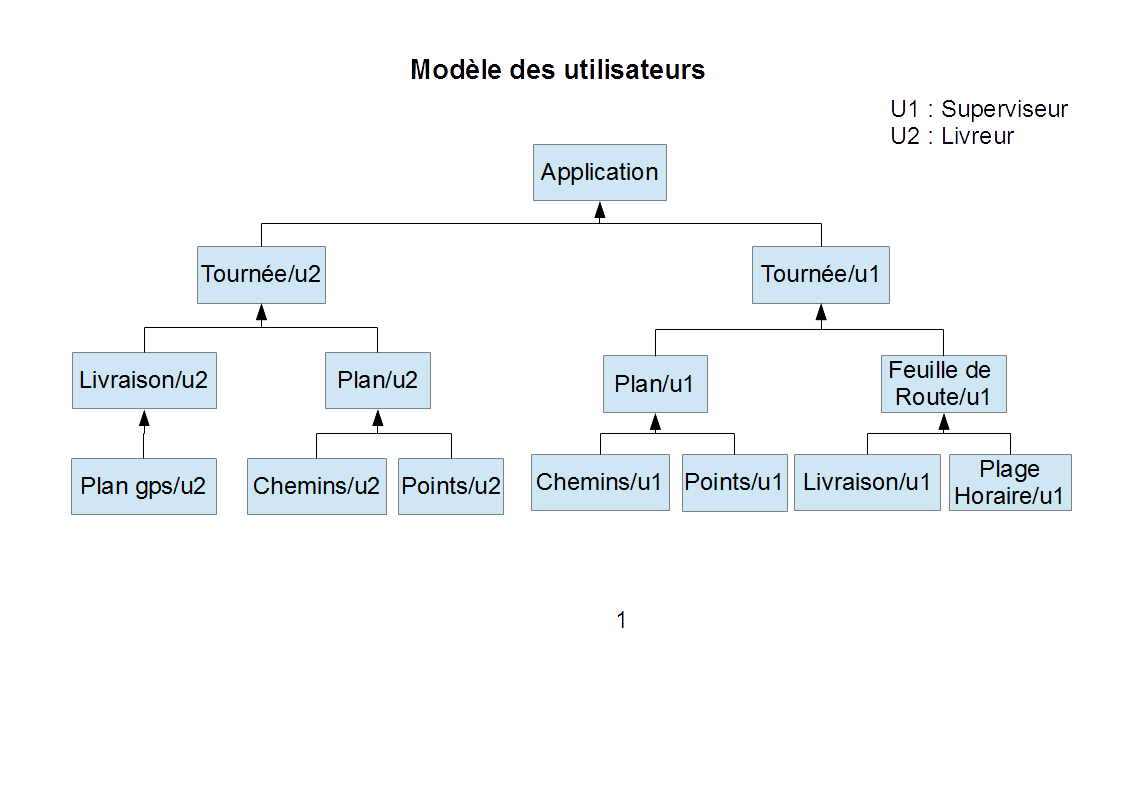 Modèle des utilisateurs
U1 : Superviseur
U2 : Livreur
Application
Tournée/u2
Tournée/u1
Livraison/u2
Plan/u2
Plan/u1
Feuille de
Route/u1
Plan gps/u2
Chemins/u2
Points/u2
Chemins/u1
Points/u1
Livraison/u1
Plage
Horaire/u1
1